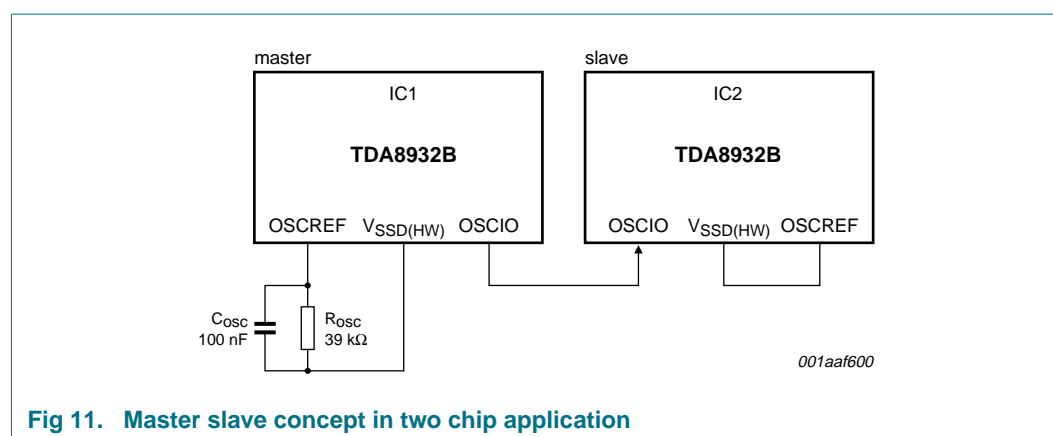 master
slave
IC1
IC2
TDA8932B
TDA8932B
OSCREF VSSD(HW) OSCIO
OSCIO VSSD(HW) OSCREF
Cosc
100 nF
Rosc
39 kΩ
001aaf600
Fig 11. Master slave concept in two chip application